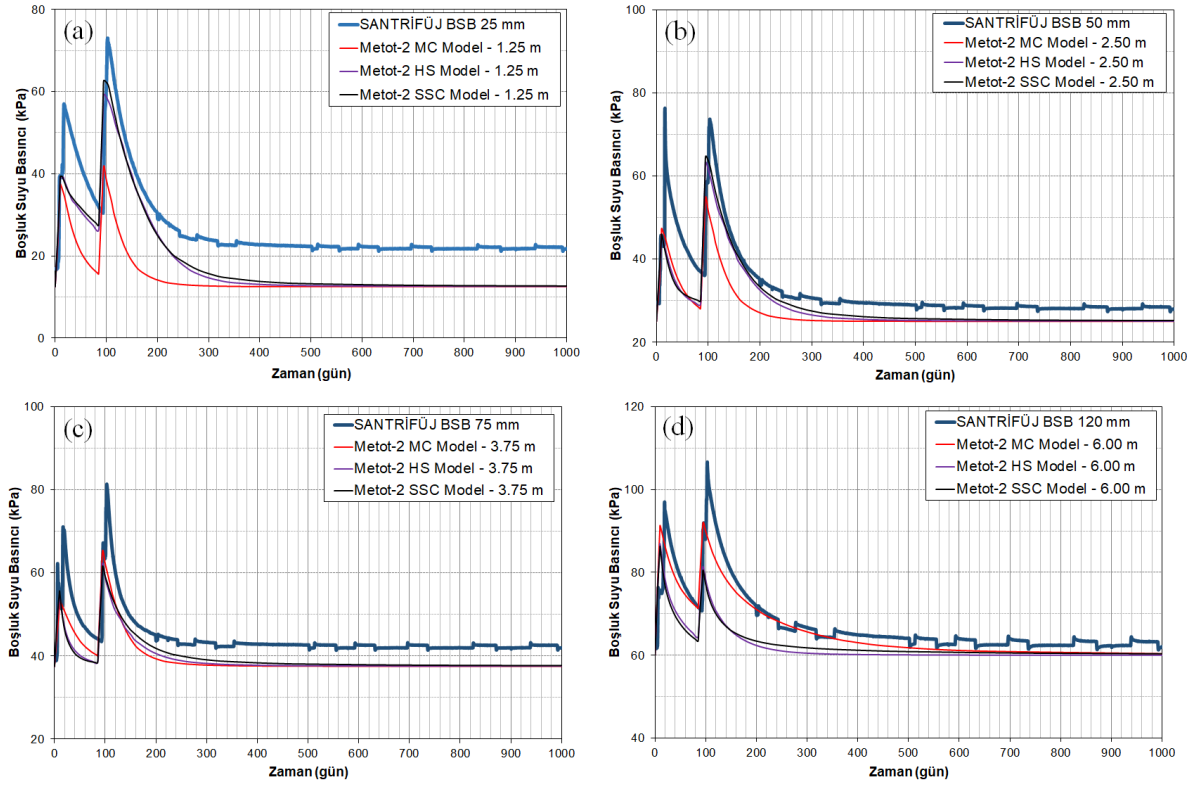 (a)
SANTRİFÜJ BSB 25 mm
Metot-2 MC Model - 1.25 m
Metot-2 HS Model - 1.25 m
Metot-2 SSC Model - 1.25 m
Boşluk Suyu Basıncı (kPa)
80
60
40
20
0
0 100 200 300 400 500 600 700 800 900 1000
Zaman (gün)
(b)
SANTRİFÜJ BSB 50 mm
Metot-2 MC Model - 2.50 m
Metot-2 HS Model - 2.50 m
Metot-2 SSC Model - 2.50 m
Boşluk Suyu Basıncı (kPa)
100
80
60
40
20
0 100 200 300 400 500 600 700 800 900 1000
Zaman (gün)
(c)
SANTRİFÜJ BSB 75 mm
Metot-2 MC Model - 3.75 m
Metot-2 HS Model - 3.75 m
Metot-2 SSC Model - 3.75 m
Boşluk Suyu Basıncı (kPa)
100
80
60
40
20
0 100 200 300 400 500 600 700 800 900 1000
Zaman (gün)
(d)
SANTRİFÜJ BSB 120 mm
Metot-2 MC Model - 6.00 m
Metot-2 HS Model - 6.00 m
Metot-2 SSC Model - 6.00 m
Boşluk Suyu Basıncı (kPa)
120
100
80
60
40
0 100 200 300 400 500 600 700 800 900 1000
Zaman (gün)